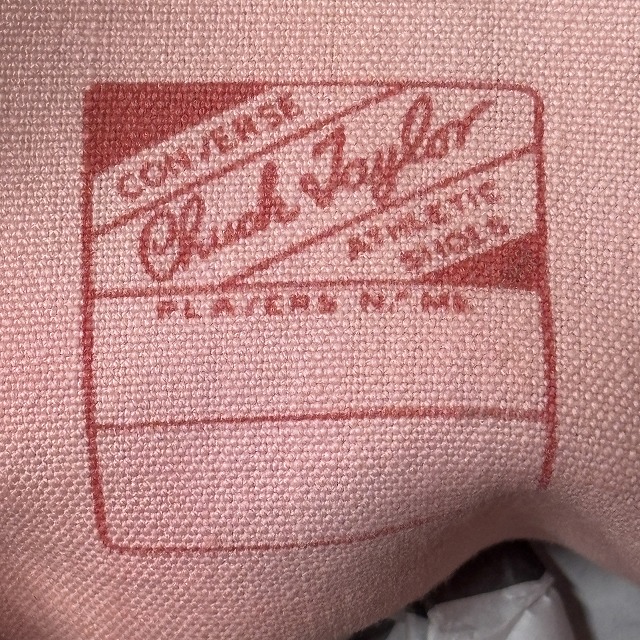 CONVERSE
Chuck Taylor
ATHLETIC
SHOES
PLAYERS NAME